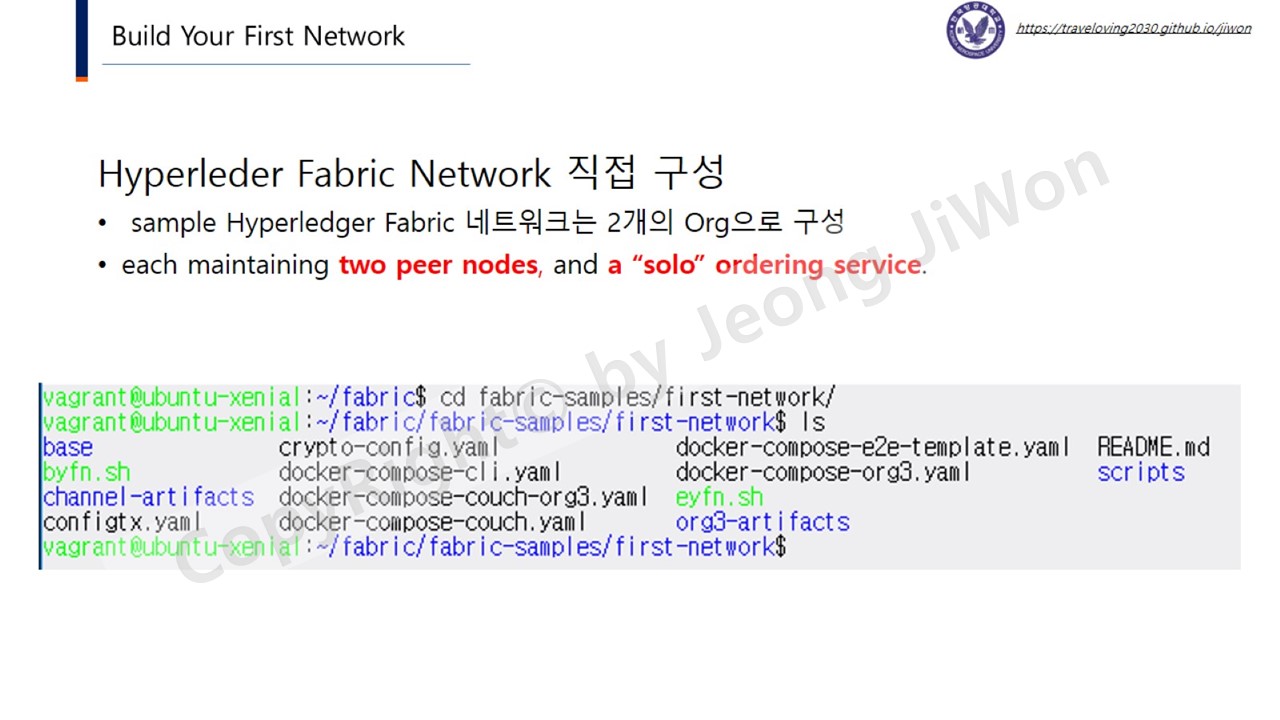 Build Your First Network
https://traveloving2030.github.io/jiwon
Hyperleder Fabric Network 직접 구성
• sample Hyperledger Fabric 네트워크는 2개의 Org으로 구성
• each maintaining two peer nodes, and a “solo” ordering service.
CopyRight© by Jeong JiWon
vagrant@ubuntu-xenial:~/fabric$ cd fabric-samples/first-network/
vagrant@ubuntu-xenial:~/fabric/fabric-samples/first-network$ ls
base crypto-config.yaml docker-compose-e2e-template.yaml README.md
byfn.sh docker-compose-cli.yaml docker-compose-org3.yaml scripts
channel-artifacts docker-compose-couch-org3.yaml eyfn.sh
configtx.yaml docker-compose-couch.yaml org3-artifacts
vagrant@ubuntu-xenial:~/fabric/fabric-samples/first-network$